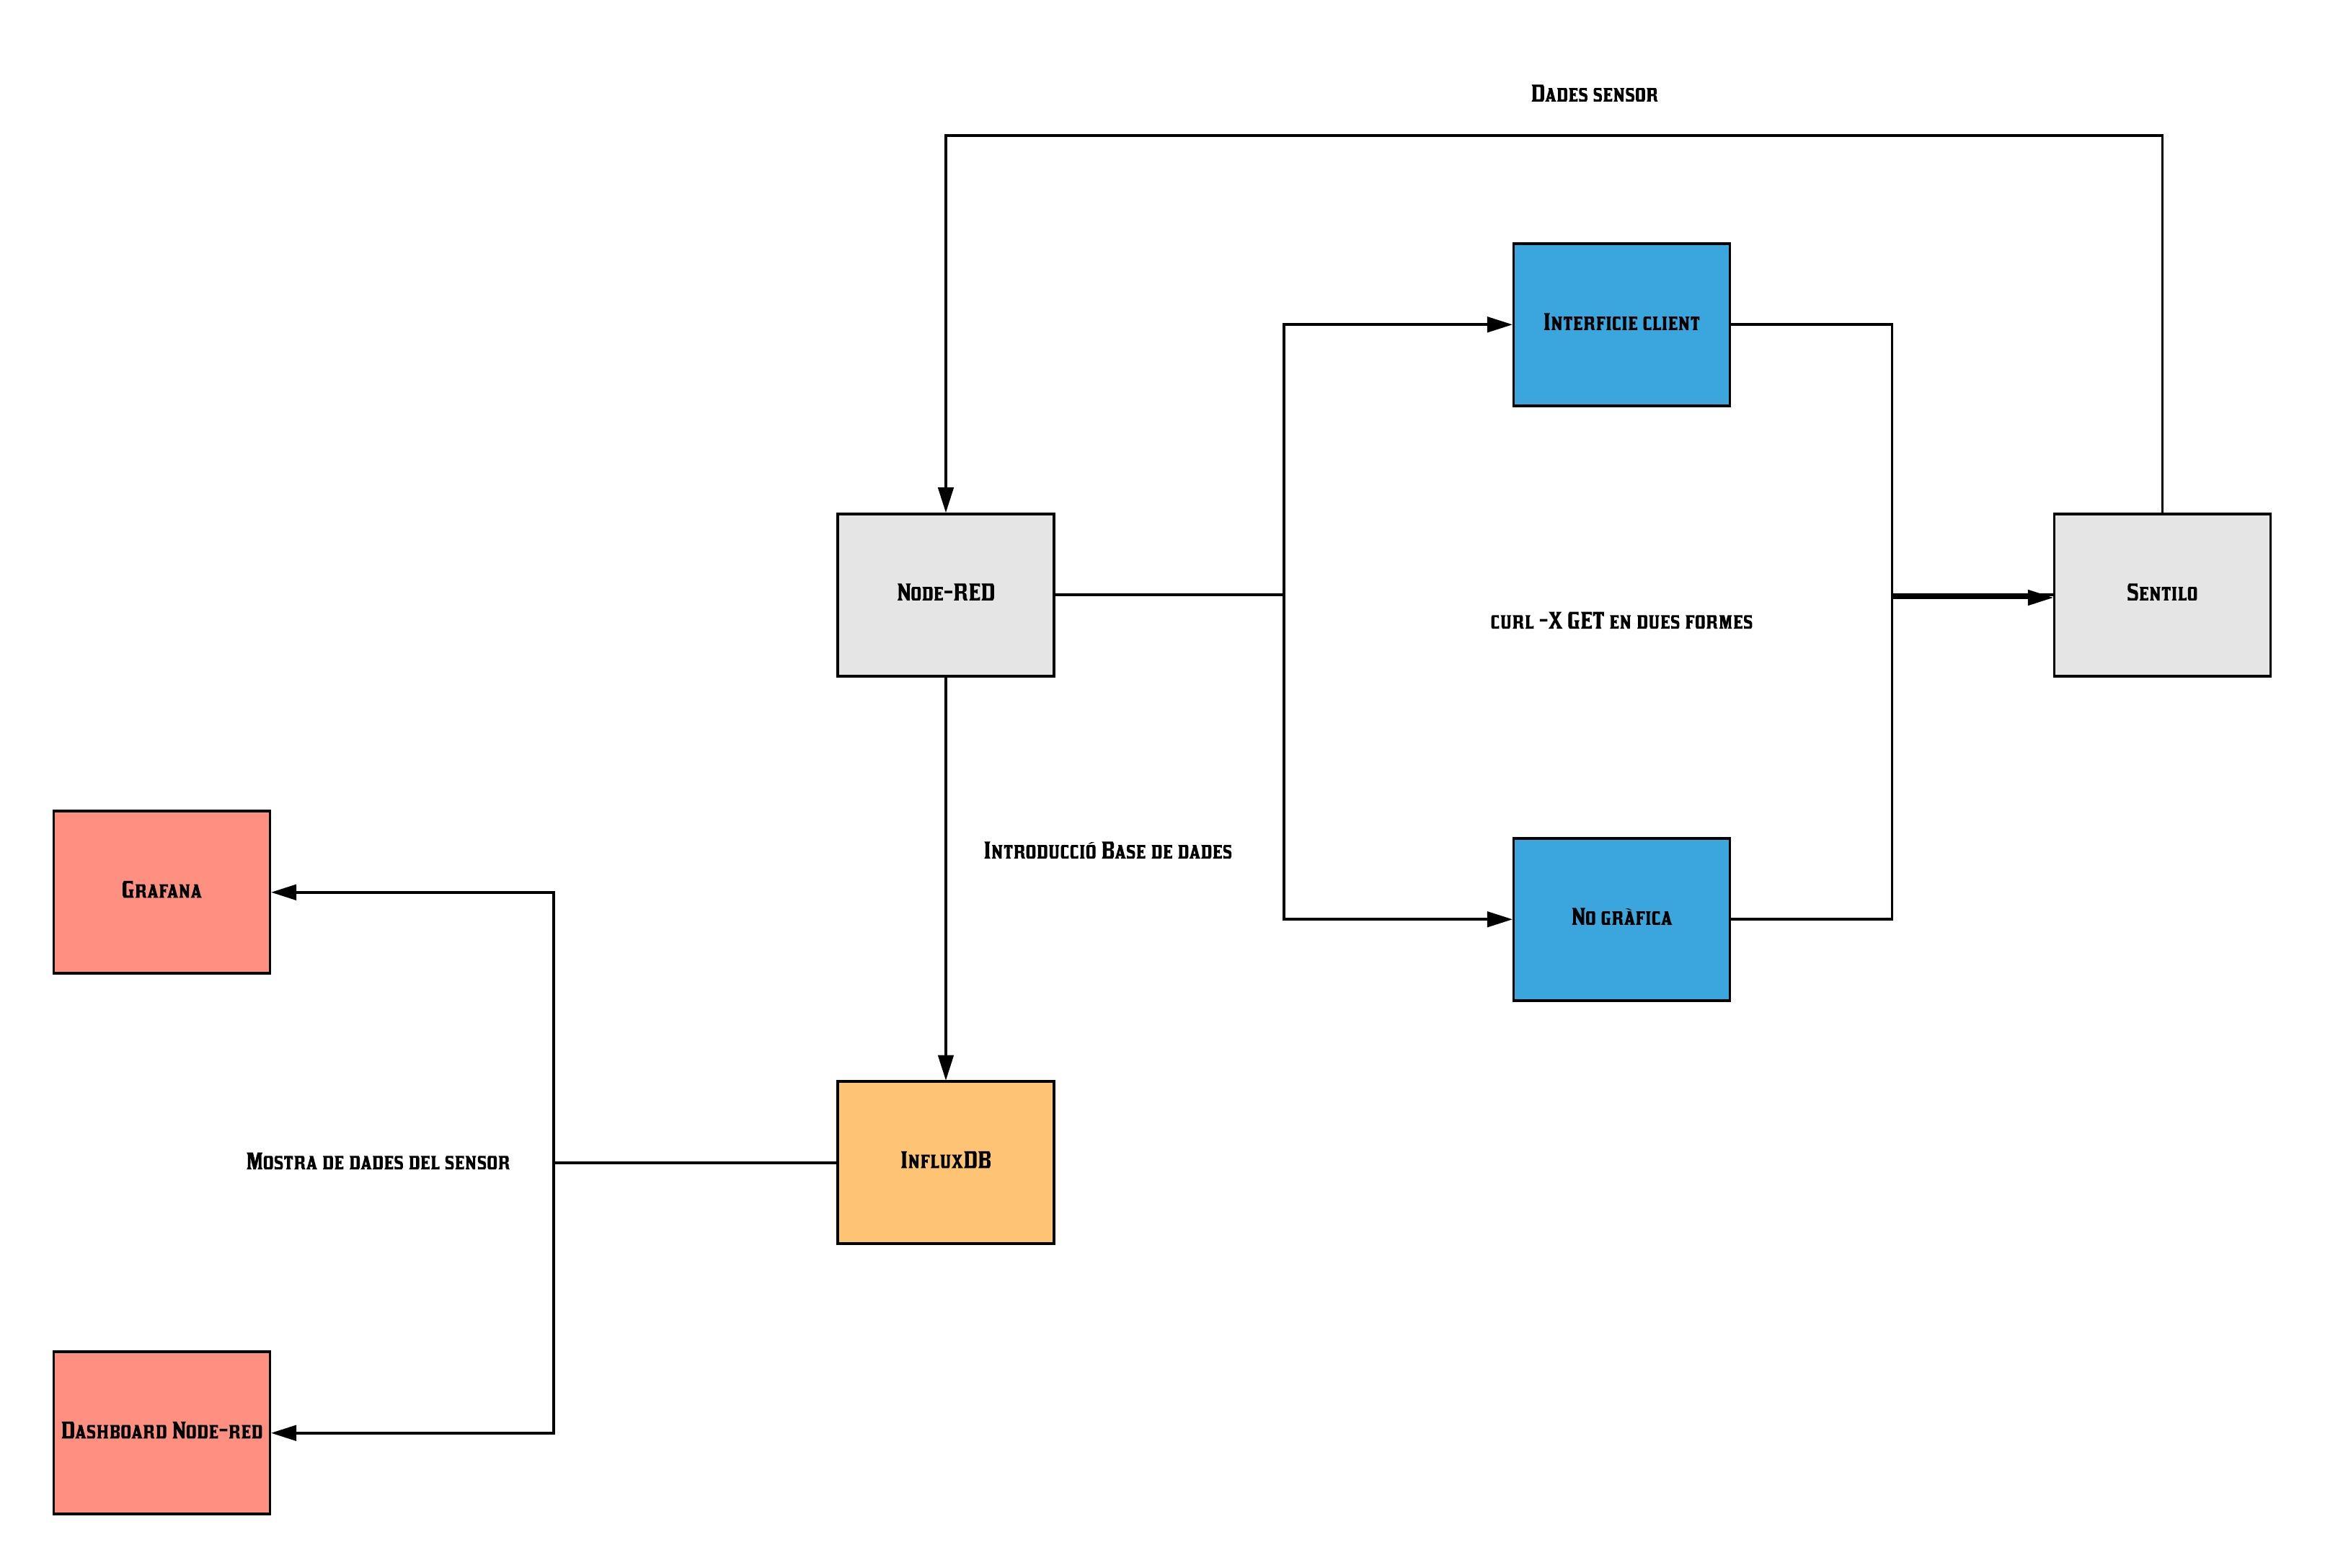 Dades sensor
Interficie client
Node-RED
curl -X GET en dues formes
Sentilo
Introducció Base de dades
Grafana
No gràfica
Mostra de dades del sensor
InfluxDB
Dashboard Node-red